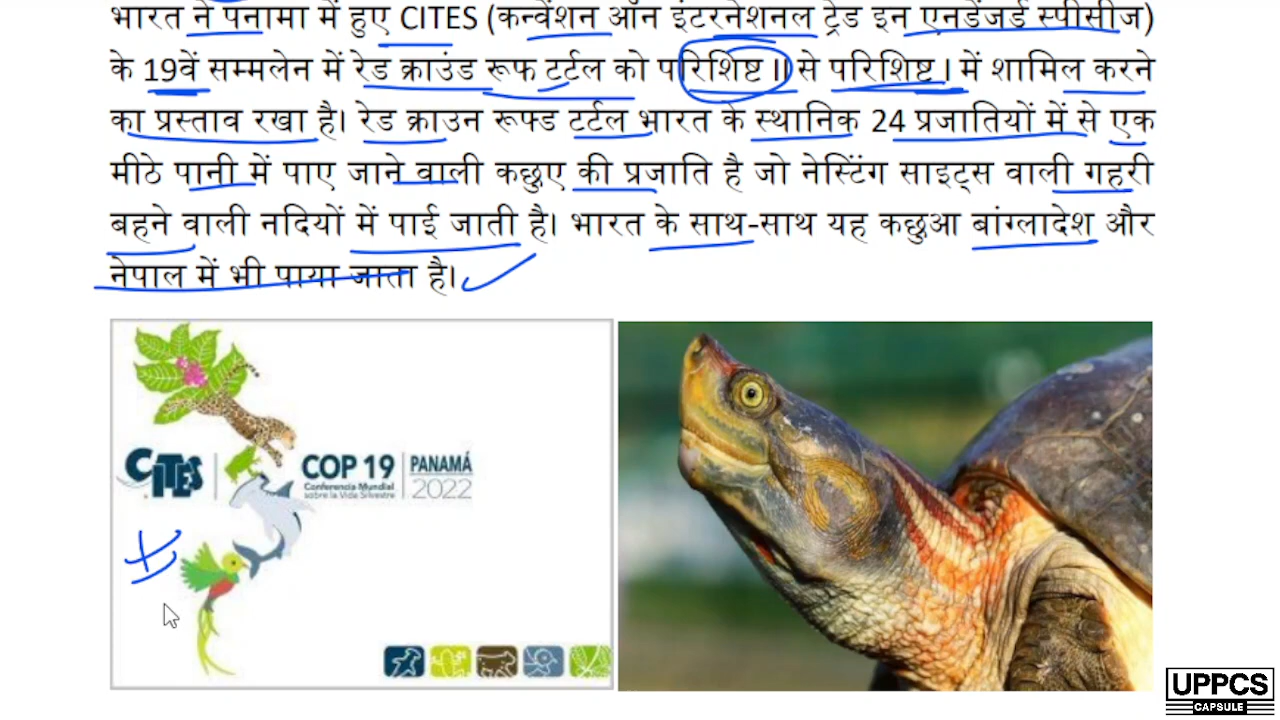 भारत ने पनामा में हुए CITES (कन्वेंशन ऑन इंटरनेशनल ट्रेड इन एनडेंजर्ड स्पीसीज)
के 19वें सम्मलेन में रेड क्राउंड रूफ टर्टल को परिशिष्ट II से परिशिष्ट I में शामिल करने
का प्रस्ताव रखा है। रेड क्राउन रूफ्ड टर्टल भारत के स्थानिक 24 प्रजातियों में से एक
मीठे पानी में पाए जाने वाली कछुए की प्रजाति है जो नेस्टिंग साइट्स वाली गहरी
बहने वाली नदियों में पाई जाती है। भारत के साथ-साथ यह कछुआ बांग्लादेश और
नेपाल में भी पाया जाता है।
CITES
COP 19
Conferencia Mundial
sobre la Vida Silvestre
PANAMÁ
2022
UPPCS
CAPSULE